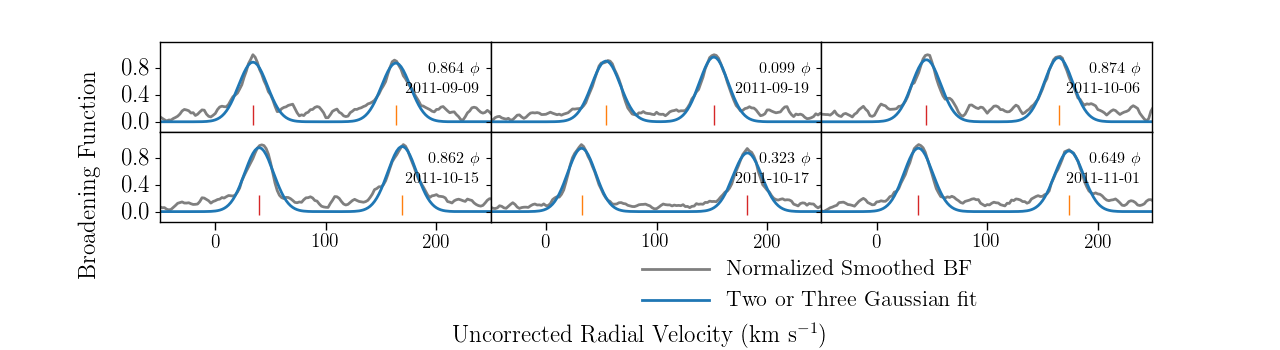 Broadening Function
0.8
0.4
0.0
0.864 ϕ
2011-09-09
0.099 ϕ
2011-09-19
0.874 ϕ
2011-10-06
0.8
0.4
0.0
0.862 ϕ
2011-10-15
0.323 ϕ
2011-10-17
0.649 ϕ
2011-11-01
0 100 200 0 100 200 0 100 200
Normalized Smoothed BF
Two or Three Gaussian fit
Uncorrected Radial Velocity (km s⁻¹)